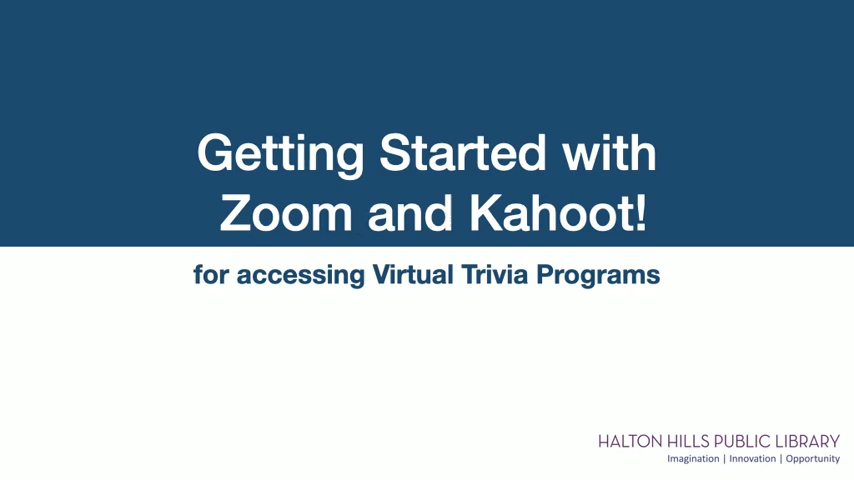 Getting Started with
Zoom and Kahoot!
for accessing Virtual Trivia Programs
HALTON HILLS PUBLIC LIBRARY
Imagination | Innovation | Opportunity